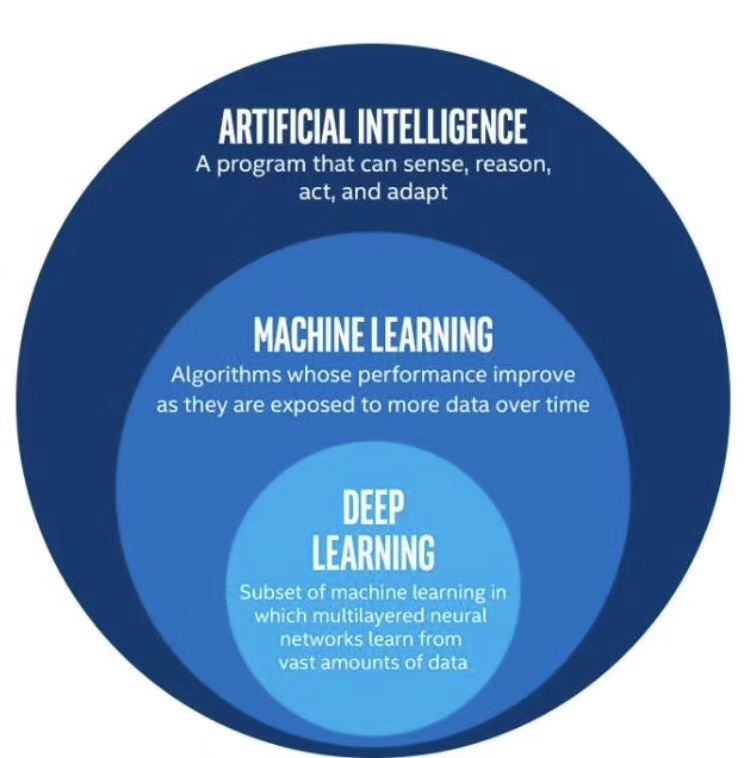 ARTIFICIAL INTELLIGENCE
A program that can sense, reason,
act, and adapt
MACHINE LEARNING
Algorithms whose performance improve
as they are exposed to more data over time
DEEP
LEARNING
Subset of machine learning in
which multilayered neural
networks learn from
vast amounts of data